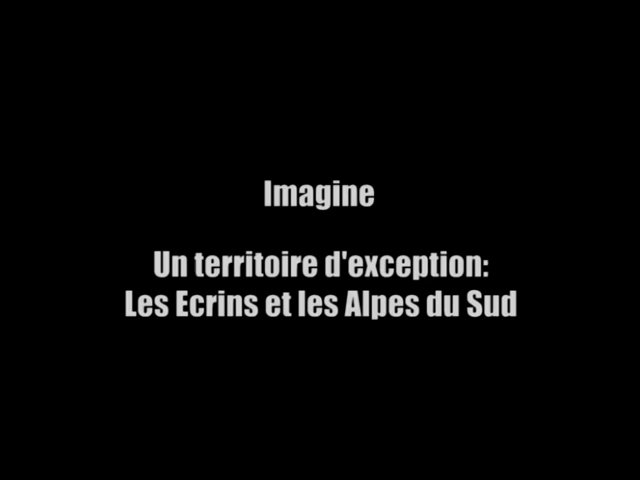 Imagine
Un territoire d'exception:
Les Ecrins et les Alpes du Sud